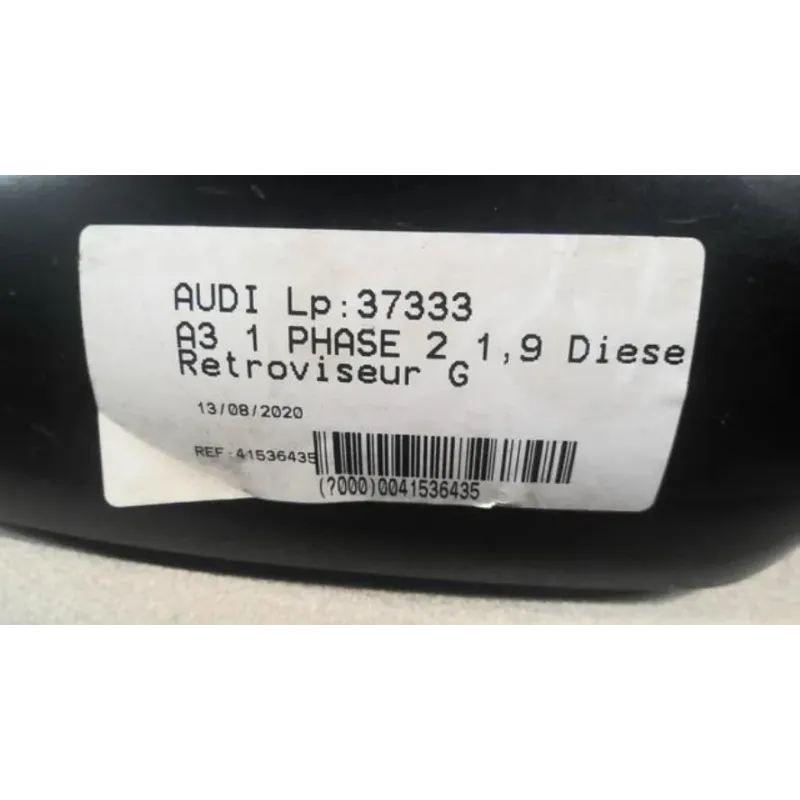 AUDI Lp:37333
A3 1 PHASE 2 1,9 Diese
Retroviseur G
13/08/2020
REF:41536435
(?000)0041536435